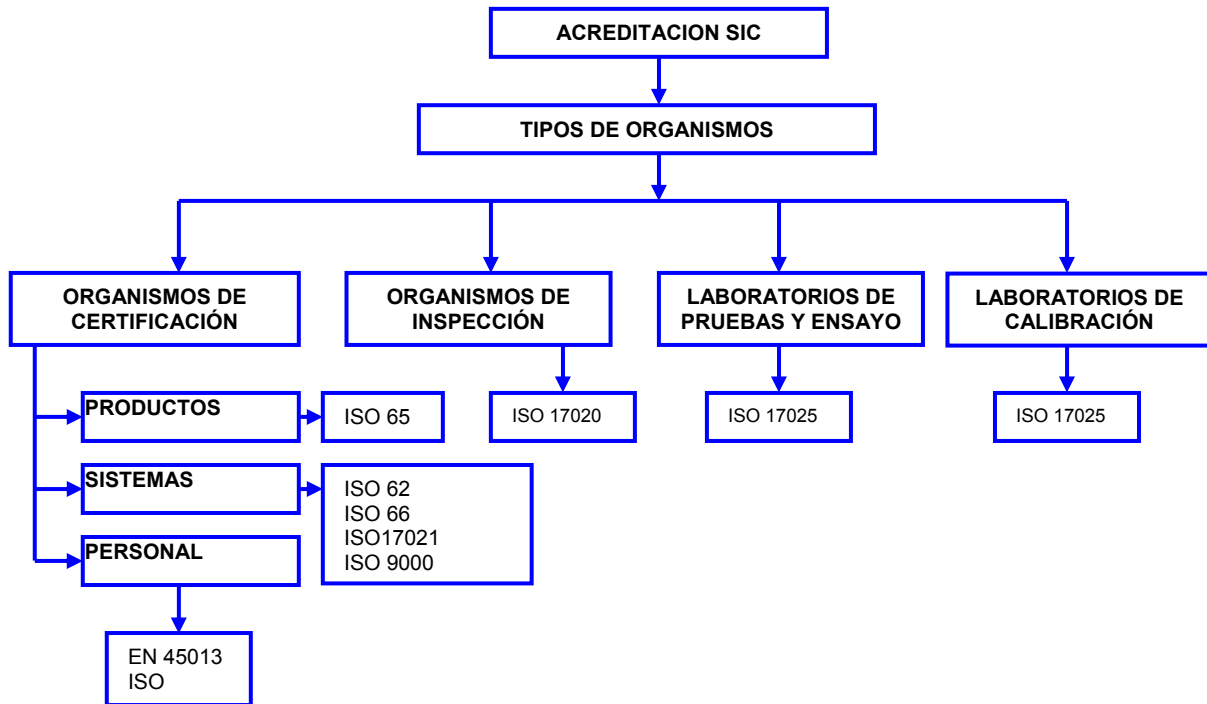 ACREDITACION SIC
TIPOS DE ORGANISMOS
ORGANISMOS DE
CERTIFICACIÓN
ORGANISMOS DE
INSPECCIÓN
LABORATORIOS DE
PRUEBAS Y ENSAYO
LABORATORIOS DE
CALIBRACIÓN
PRODUCTOS
ISO 65
ISO 17020
ISO 17025
ISO 17025
SISTEMAS
ISO 62
ISO 66
ISO17021
ISO 9000
PERSONAL
EN 45013
ISO